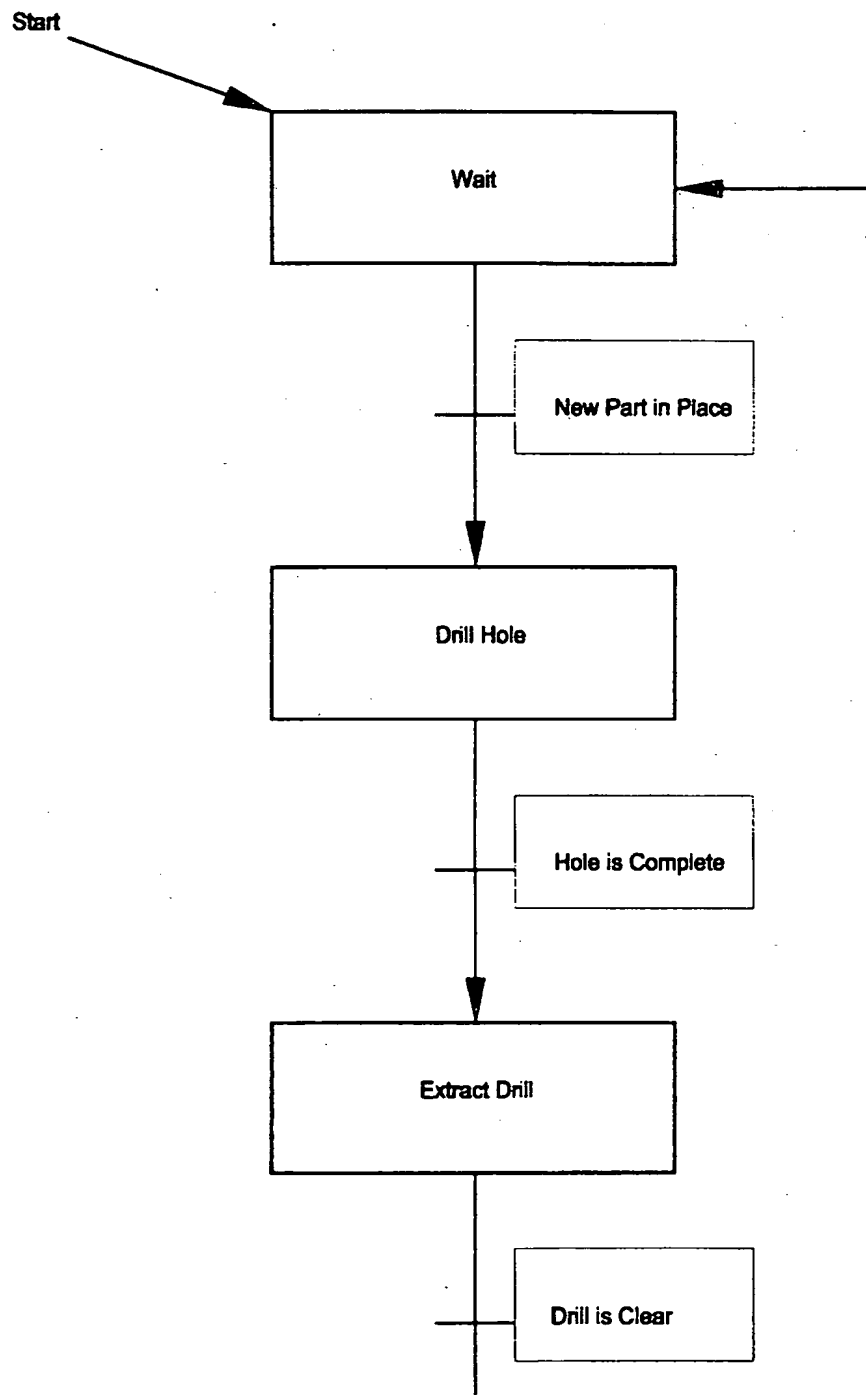 Start
Wait
New Part in Place
Drill Hole
Hole is Complete
Extract Drill
Drill is Clear